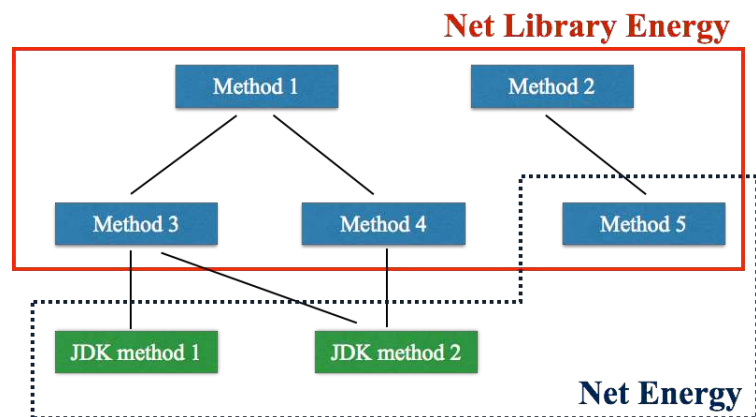 Net Library Energy
Method 1
Method 2
Method 3
Method 4
Method 5
JDK method 1
JDK method 2
Net Energy